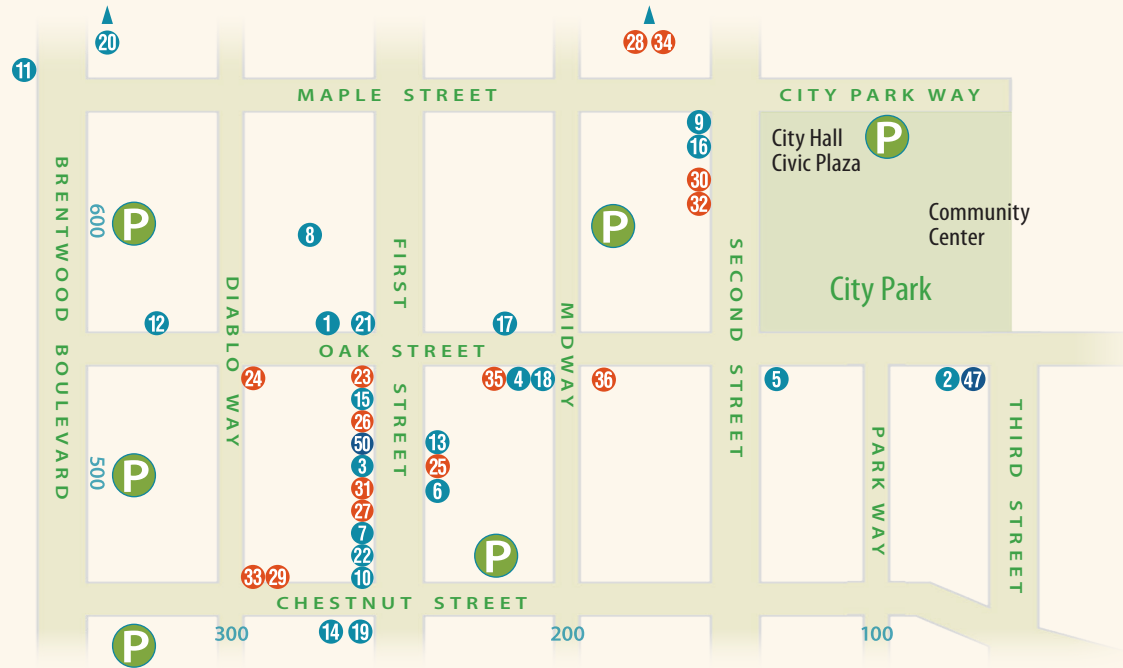 20
28 34
11
MAPLE STREET
CITY PARK WAY
9
City Hall
Civic Plaza
P
16
30
32
BRENTWOOD BOULEVARD
600
P
8
P
Community
Center
FIRST STREET
SECOND STREET
DIABLO WAY
MIDWAY
City Park
12
1 21
17
OAK STREET
24
23
35 4 18
36
5
2 47
15
26
50
13
3
25
31
6
27
7
22
10
500
P
P
PARK WAY
THIRD STREET
33 29
CHESTNUT STREET
300
14 19
200
100
P